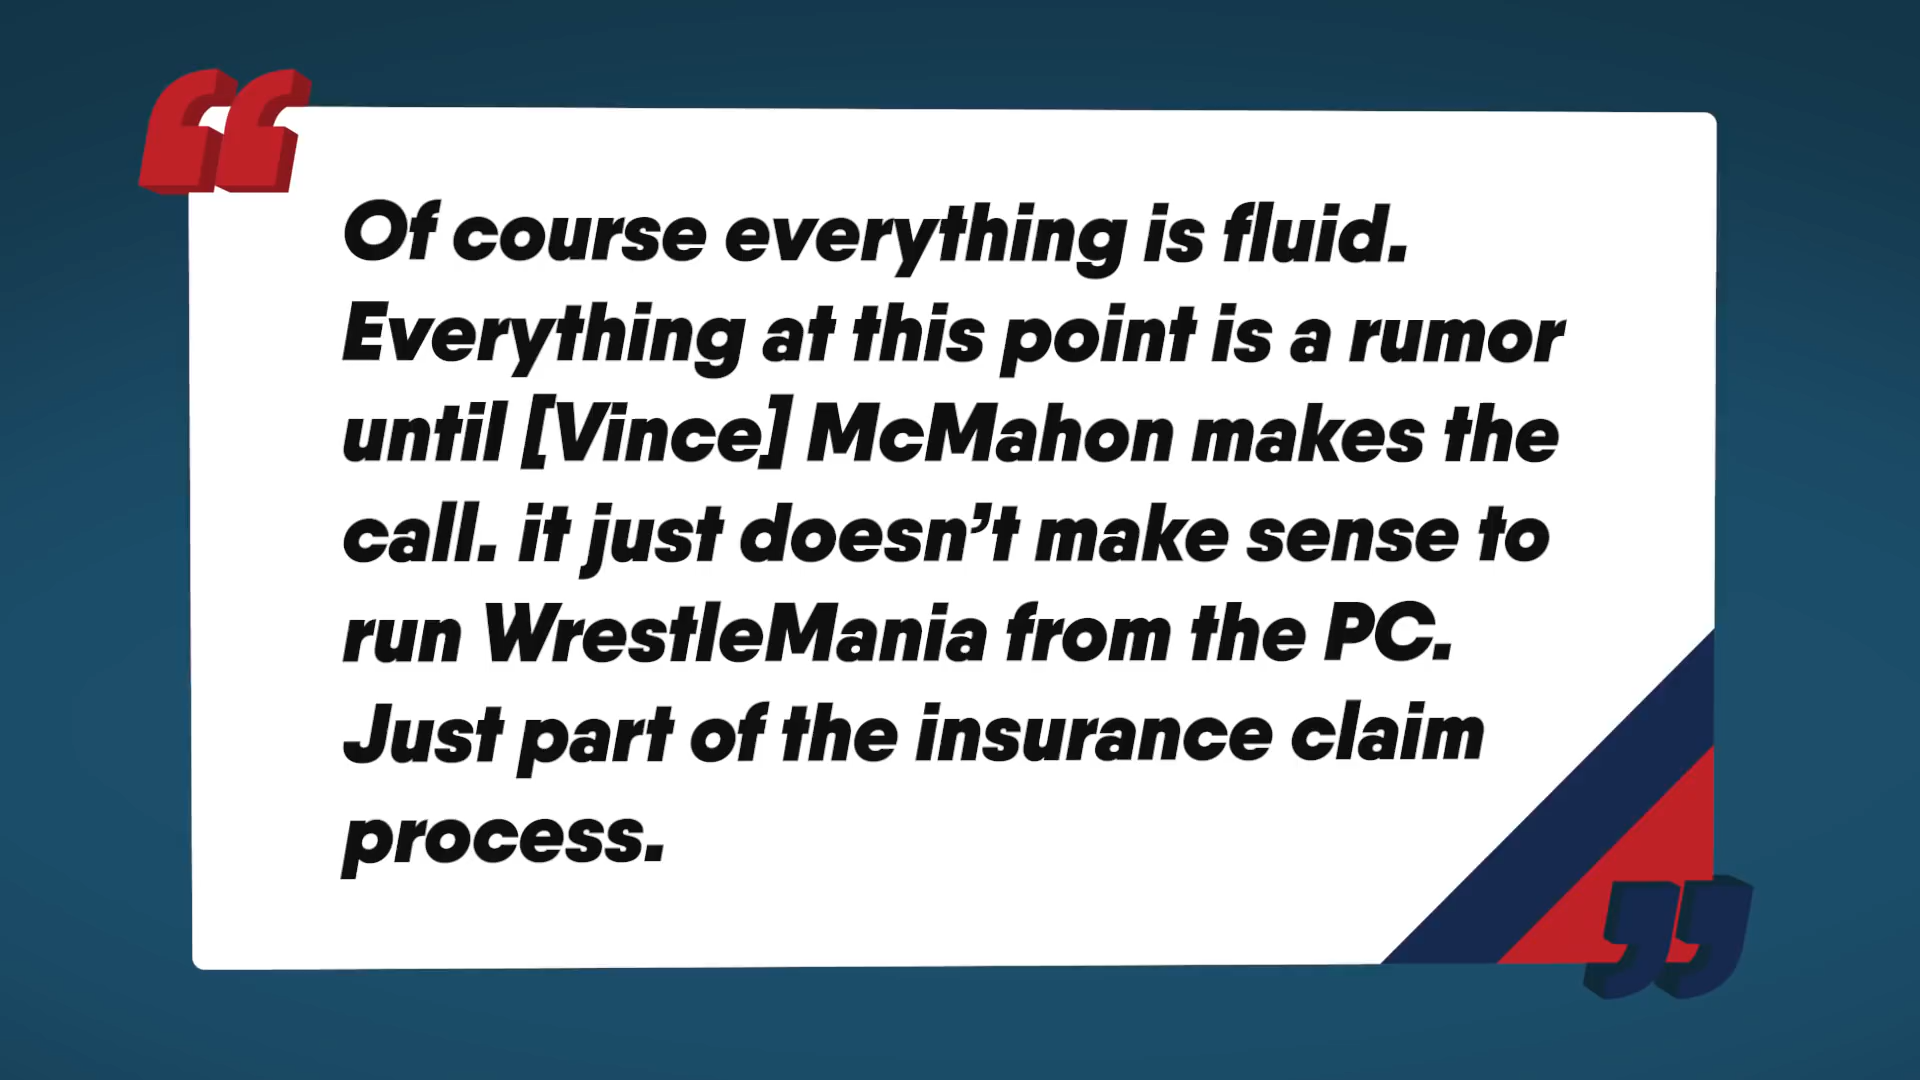 Of course everything is fluid.
Everything at this point is a rumor
until [Vince] McMahon makes the
call. it just doesn’t make sense to
run WrestleMania from the PC.
Just part of the insurance claim
process.